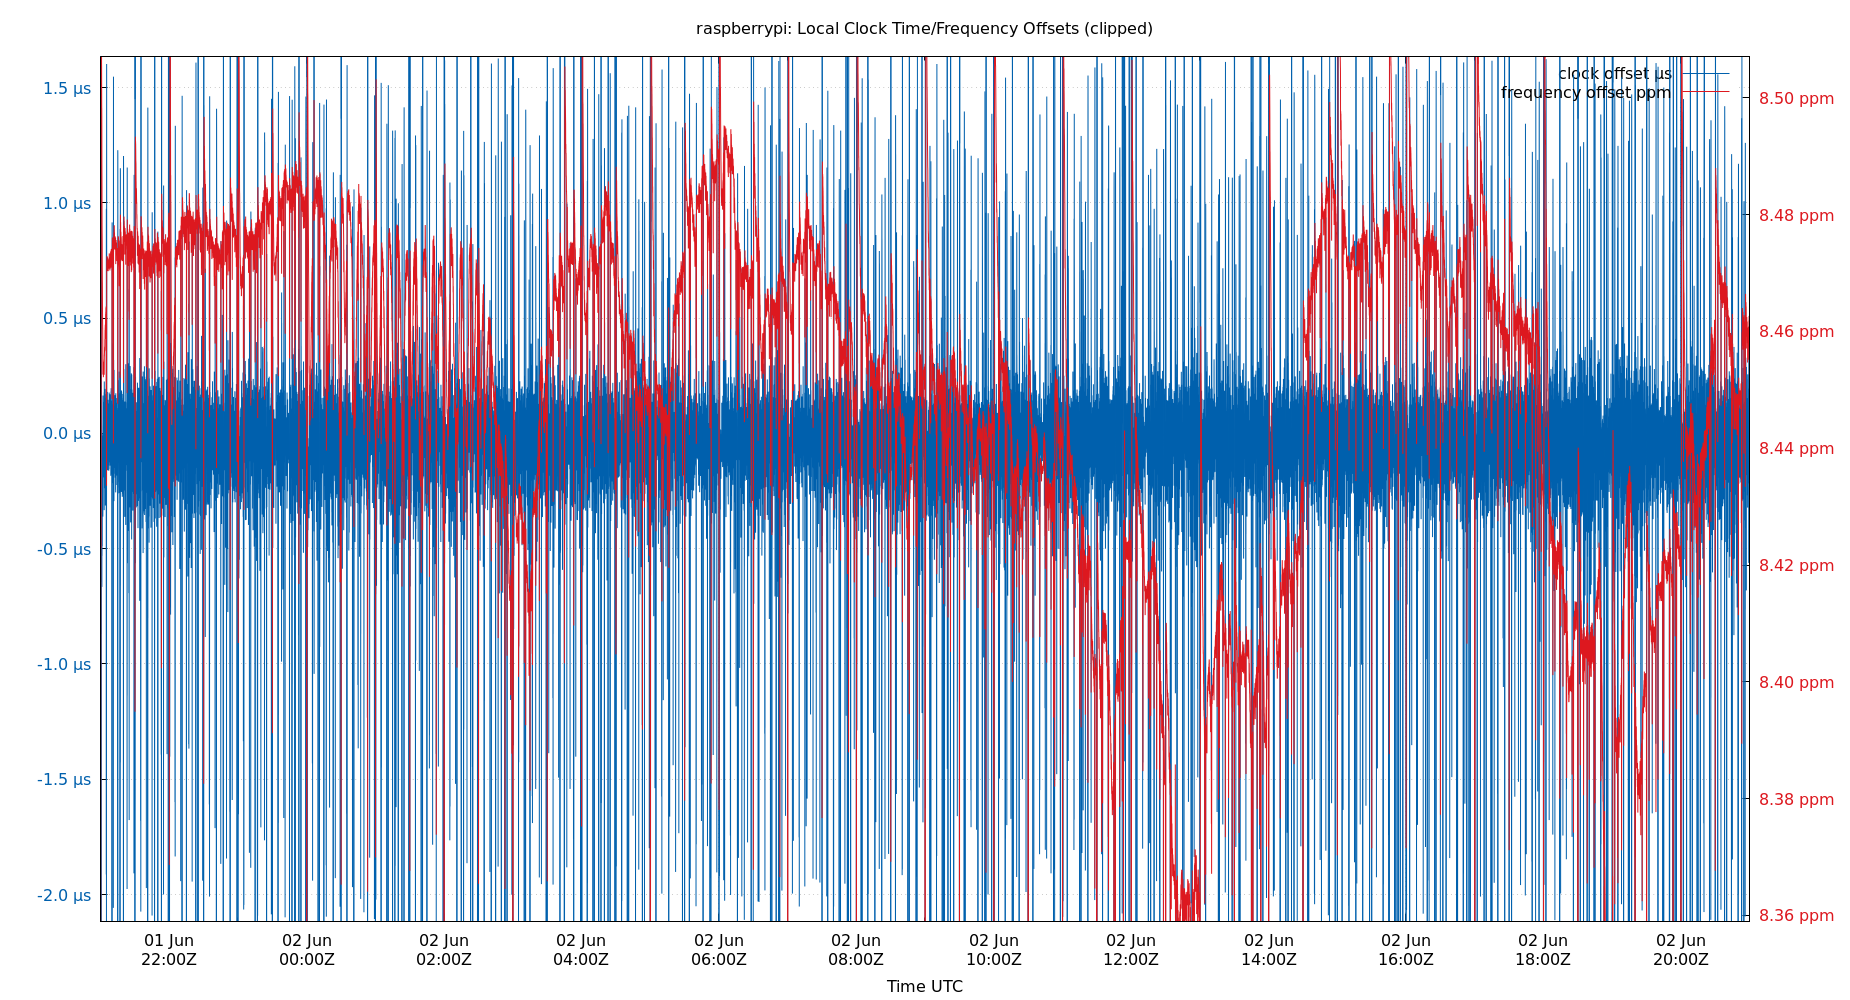 raspberrypi: Local Clock Time/Frequency Offsets (clipped)
clock offset µs
frequency offset ppm
1.5 µs
1.0 µs
0.5 µs
0.0 µs
-0.5 µs
-1.0 µs
-1.5 µs
-2.0 µs
8.50 ppm
8.48 ppm
8.46 ppm
8.44 ppm
8.42 ppm
8.40 ppm
8.38 ppm
8.36 ppm
01 Jun 02 Jun 02 Jun 02 Jun 02 Jun 02 Jun 02 Jun 02 Jun 02 Jun 02 Jun 02 Jun 02 Jun
22:00Z 00:00Z 02:00Z 04:00Z 06:00Z 08:00Z 10:00Z 12:00Z 14:00Z 16:00Z 18:00Z 20:00Z
Time UTC